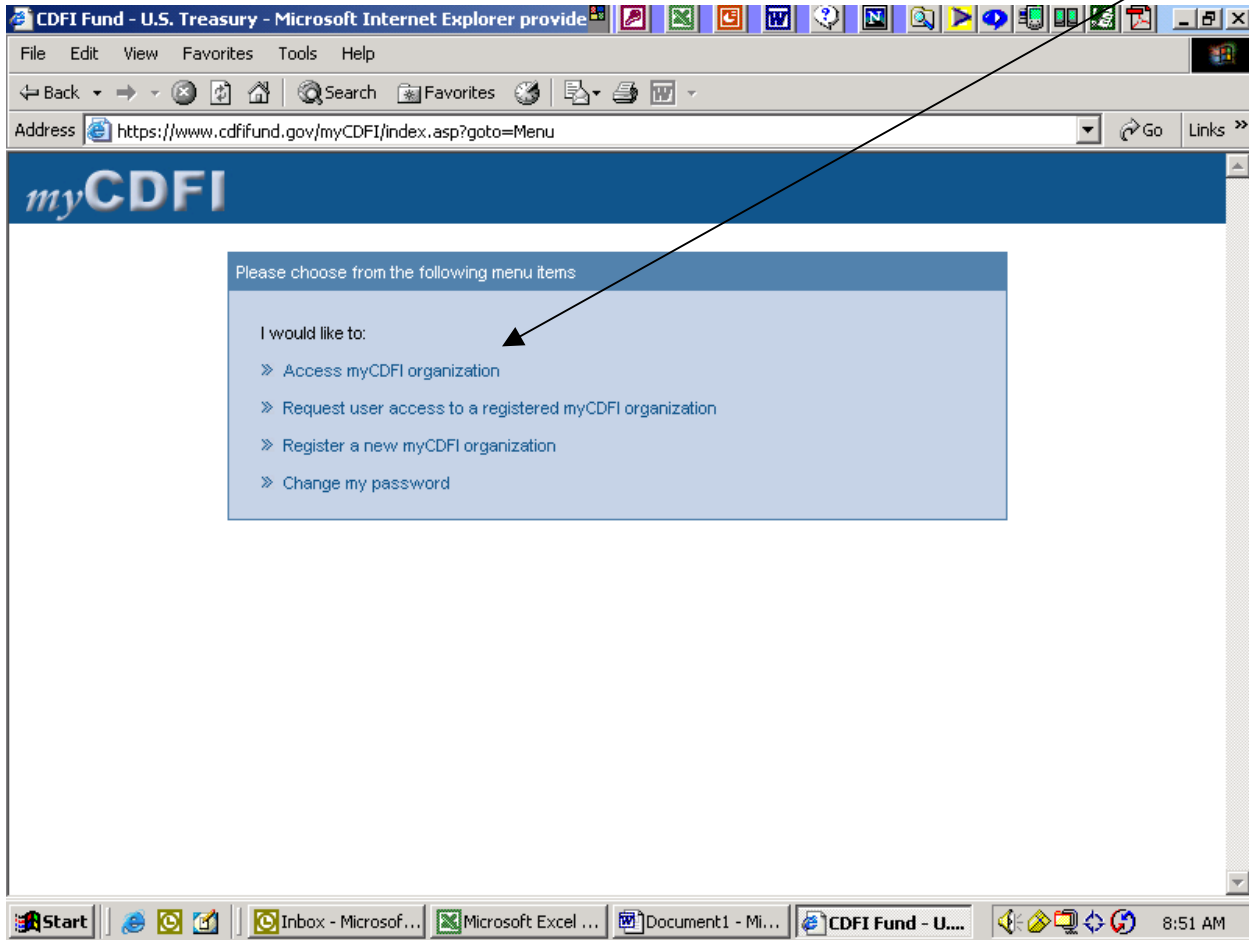 CDFI Fund - U.S. Treasury - Microsoft Internet Explorer provide
File Edit View Favorites Tools Help
Back Search Favorites
Address https://www.cdfifund.gov/myCDFI/index.asp?goto=Menu Go Links »
myCDFI
Please choose from the following menu items
I would like to:
» Access myCDFI organization
» Request user access to a registered myCDFI organization
» Register a new myCDFI organization
» Change my password
Start Inbox - Microsof... Microsoft Excel ... Document1 - Mi... CDFI Fund - U.... 8:51 AM